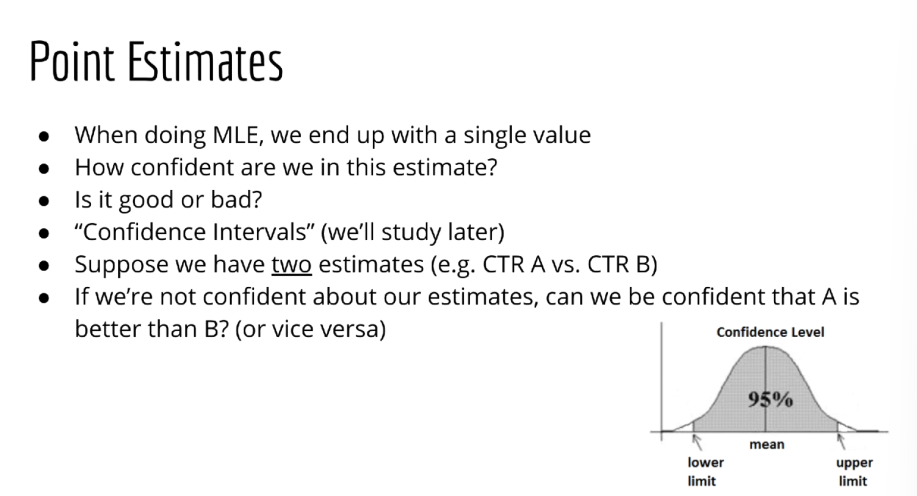 Point Estimates
● When doing MLE, we end up with a single value
● How confident are we in this estimate?
● Is it good or bad?
● “Confidence Intervals” (we’ll study later)
● Suppose we have two estimates (e.g. CTR A vs. CTR B)
● If we’re not confident about our estimates, can we be confident that A is
better than B? (or vice versa)
Confidence Level
95%
mean
lower
limit
upper
limit